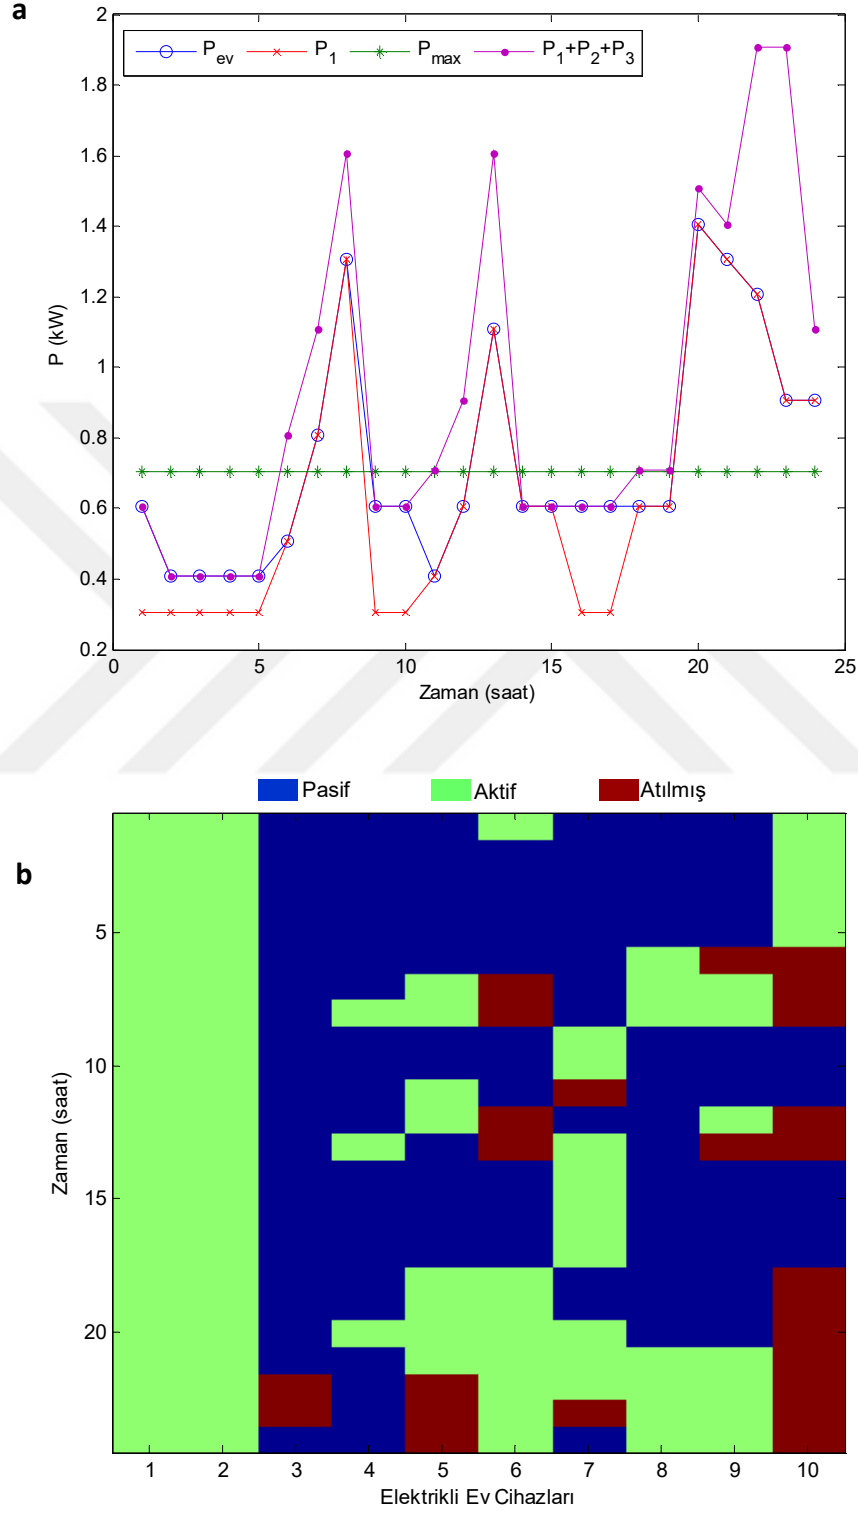 a
P_ev P_1 P_max P_1+P_2+P_3
2
1.8
1.6
1.4
1.2
1
0.8
0.6
0.4
0.2
P (kW)
0 5 10 15 20 25
Zaman (saat)
Pasif Aktif Atılmış
b
5
10
15
20
Zaman (saat)
1 2 3 4 5 6 7 8 9 10
Elektrikli Ev Cihazları